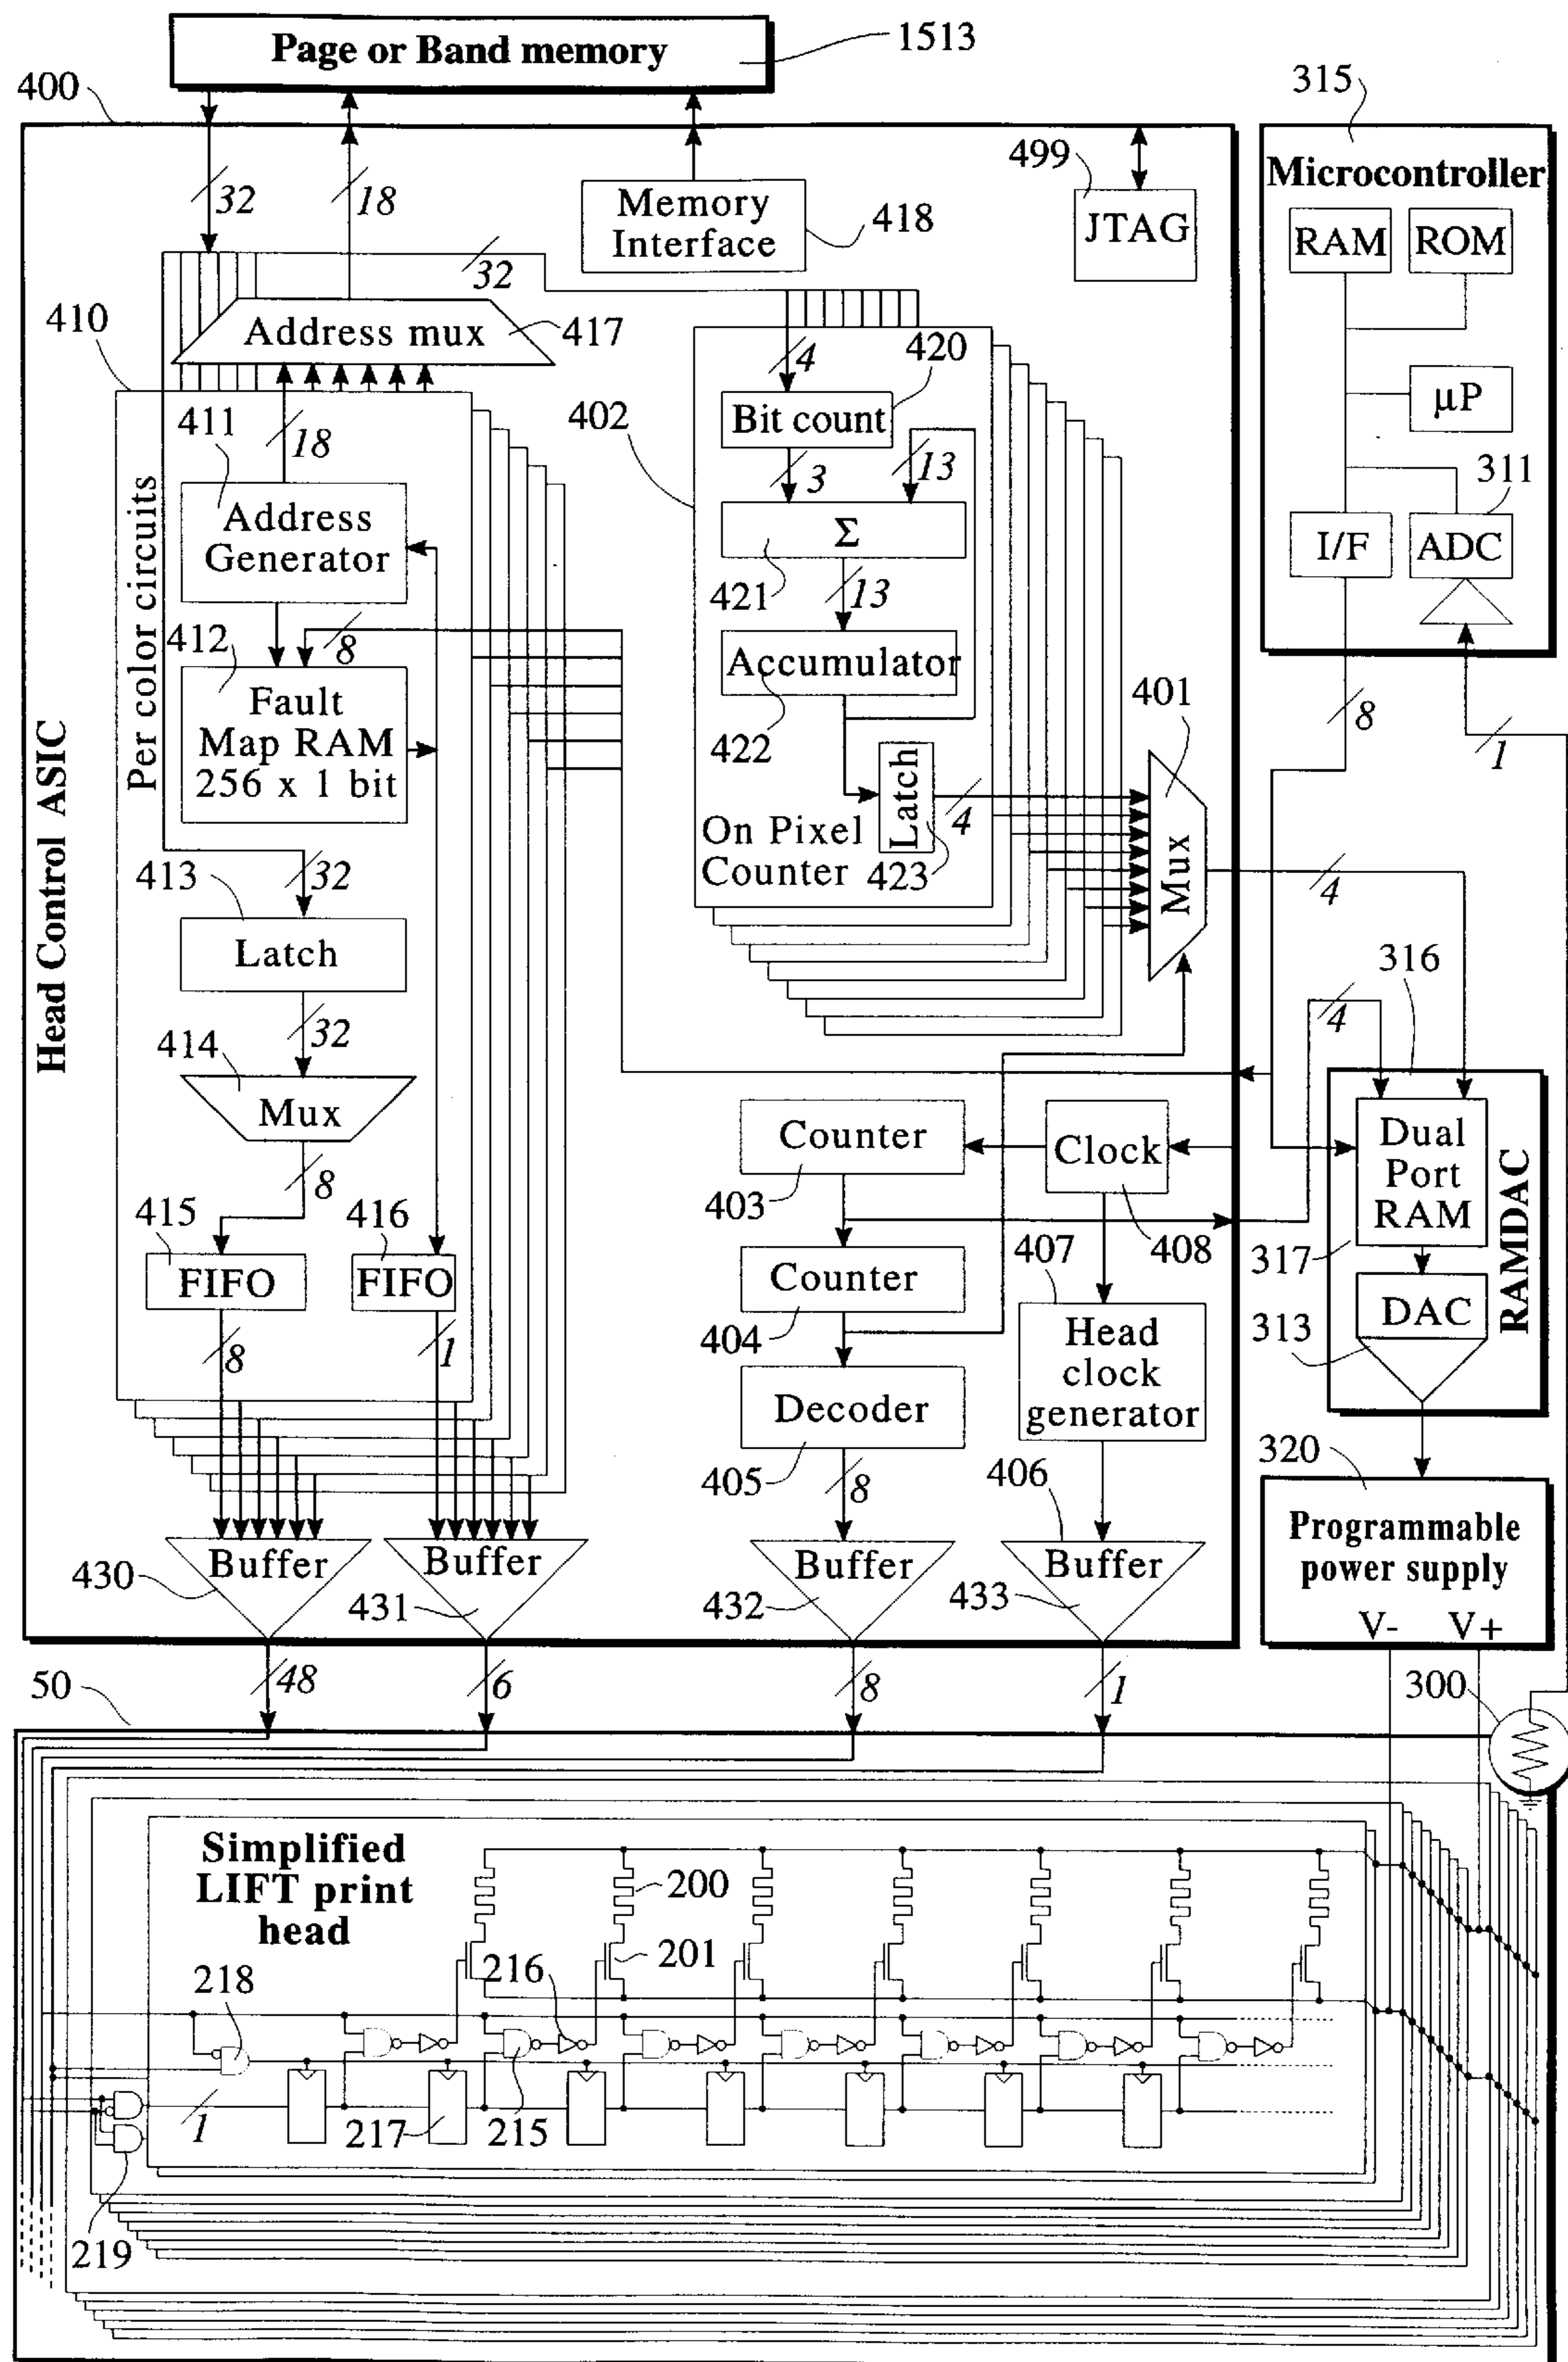 Page or Band memory
1513
400
315
Microcontroller
RAM
ROM
µP
311
I/F
ADC
8
1
499
JTAG
32
18
Memory
Interface
418
32
410
Address mux
417
Head Control ASIC
Per color circuits
411
18
Address
Generator
412
8
Fault
Map RAM
256 x 1 bit
413
32
Latch
32
414
Mux
8
415
FIFO
416
FIFO
8
1
402
4
420
Bit count
3
13
Σ
421
13
Accumulator
422
Latch
4
On Pixel
Counter
423
401
Mux
4
316
4
Dual
Port
RAM
317
DAC
313
RAMDAC
Counter
403
Clock
408
Counter
404
407
Head
clock
generator
Decoder
405
8
406
320
Programmable
power supply
V-
V+
430
Buffer
431
Buffer
432
Buffer
433
Buffer
48
6
8
1
50
300
Simplified
LIFT print
head
200
201
216
218
1
217
215
219